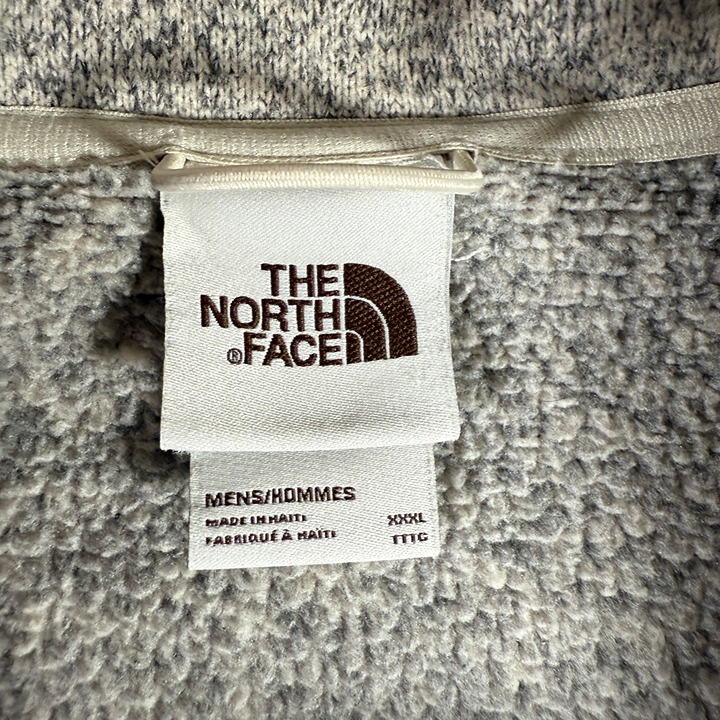 THE
NORTH
®FACE
MENS/HOMMES
MADE IN HAITI XXXL
FABRIQUÉ À HAÏTI TTTG